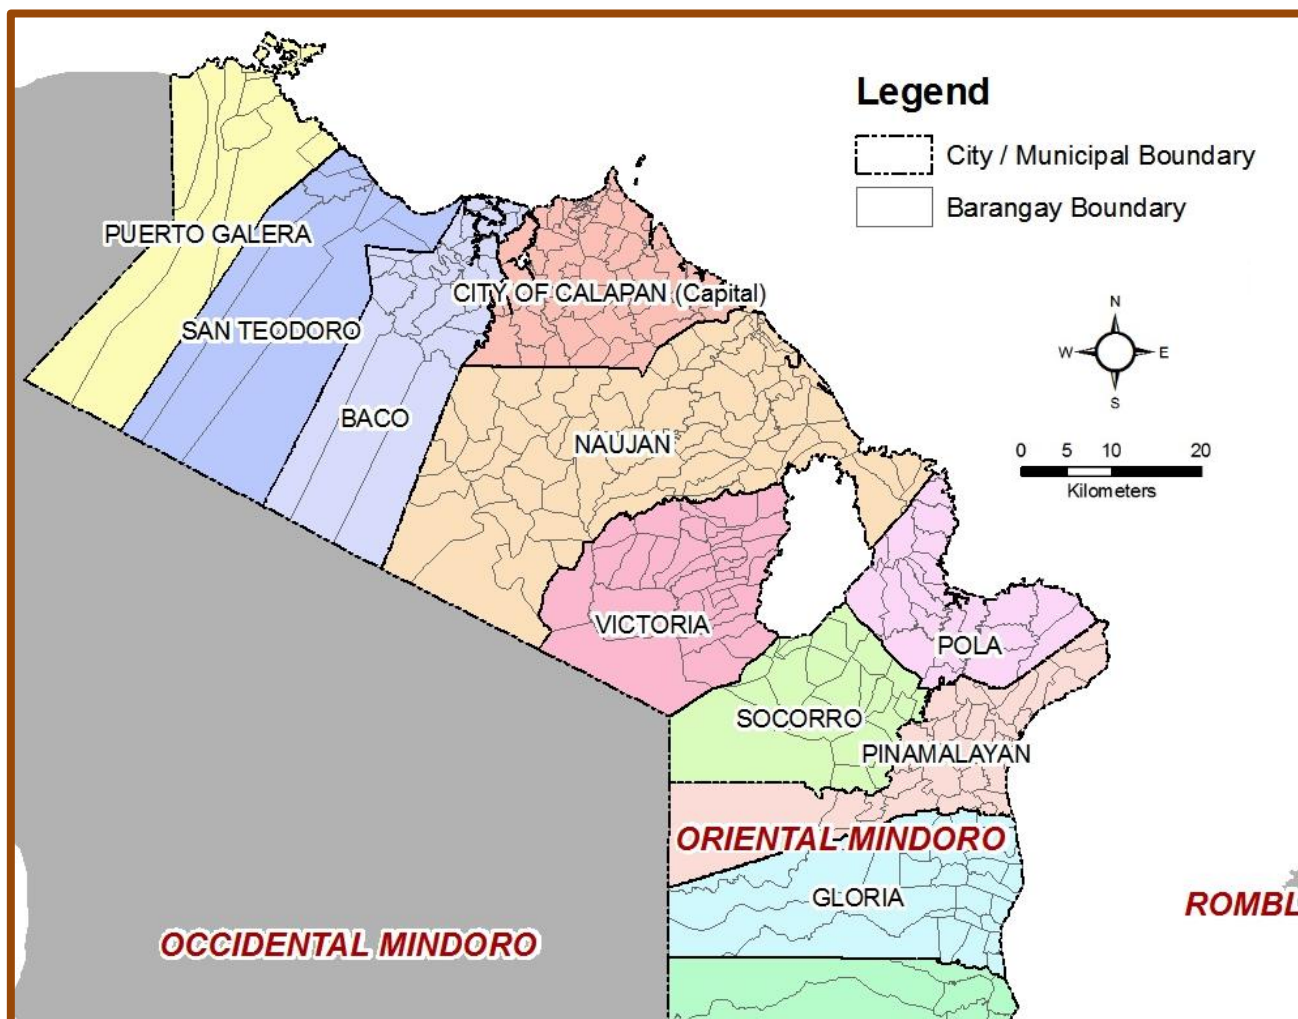 Legend
City / Municipal Boundary
Barangay Boundary
PUERTO GALERA
SAN TEODORO
CITY OF CALAPAN (Capital)
N
W
E
S
BACO
NAUJAN
0 5 10 20
Kilometers
VICTORIA
POLA
SOCORRO
PINAMALAYAN
ORIENTAL MINDORO
GLORIA
ROMBL
OCCIDENTAL MINDORO